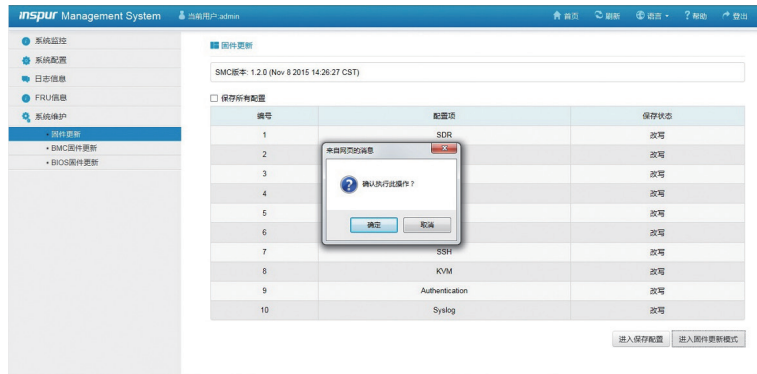 inspur Management System 当前用户:admin 首页 刷新 语言 ? 帮助 登出
系统监控
系统配置
日志信息
FRU信息
系统维护
• 固件更新
• BMC固件更新
• BIOS固件更新
固件更新
SMC版本: 1.2.0 (Nov 8 2015 14:26:27 CST)
保存所有配置
编号 配置项 保存状态
1 SDR 改写
2 改写
3 改写
4 改写
5 改写
6 改写
7 SSH 改写
8 KVM 改写
9 Authentication 改写
10 Syslog 改写
来自网页的消息
确认执行此操作？
确定 取消
进入保存配置 进入固件更新模式